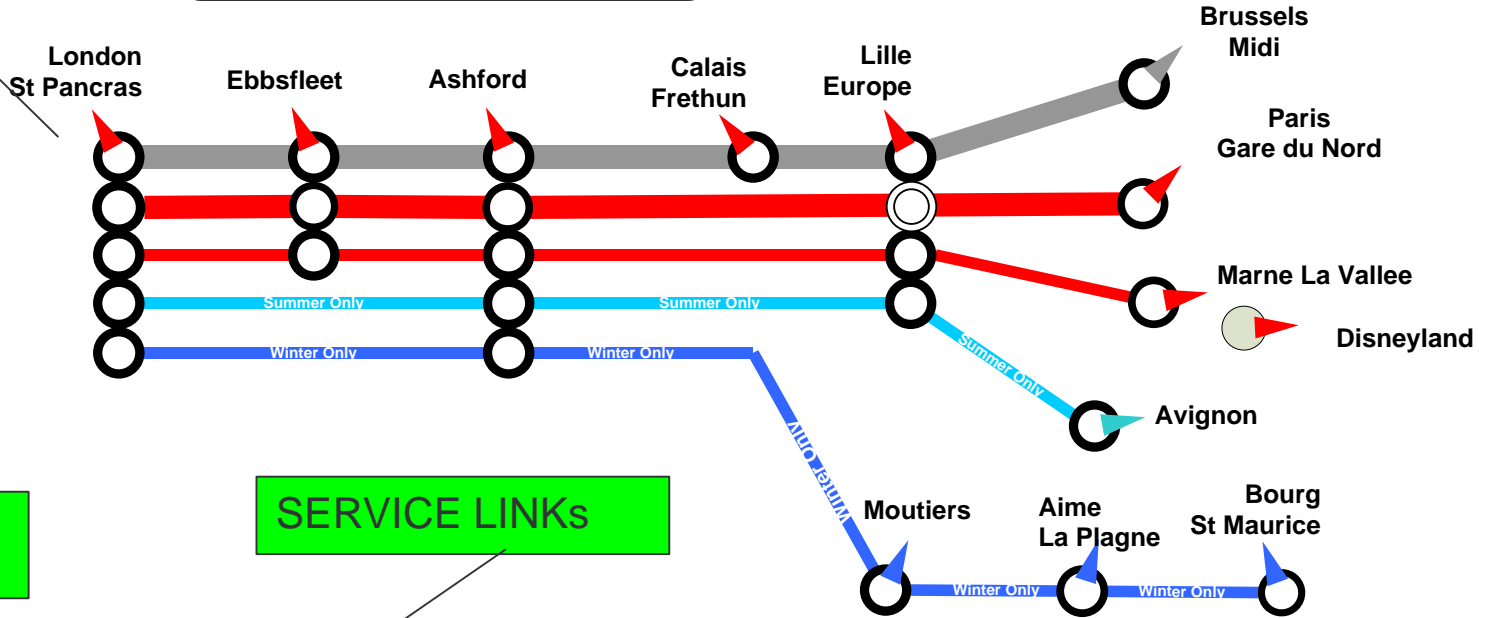 Brussels
Midi
London
St Pancras
Ebbsfleet
Ashford
Calais
Frethun
Lille
Europe
Paris
Gare du Nord
Marne La Vallee
Disneyland
Summer Only
Summer Only
Winter Only
Winter Only
Summer Only
Avignon
Winter Only
SERVICE LINKs
Moutiers
Aime
La Plagne
Bourg
St Maurice
Winter Only
Winter Only